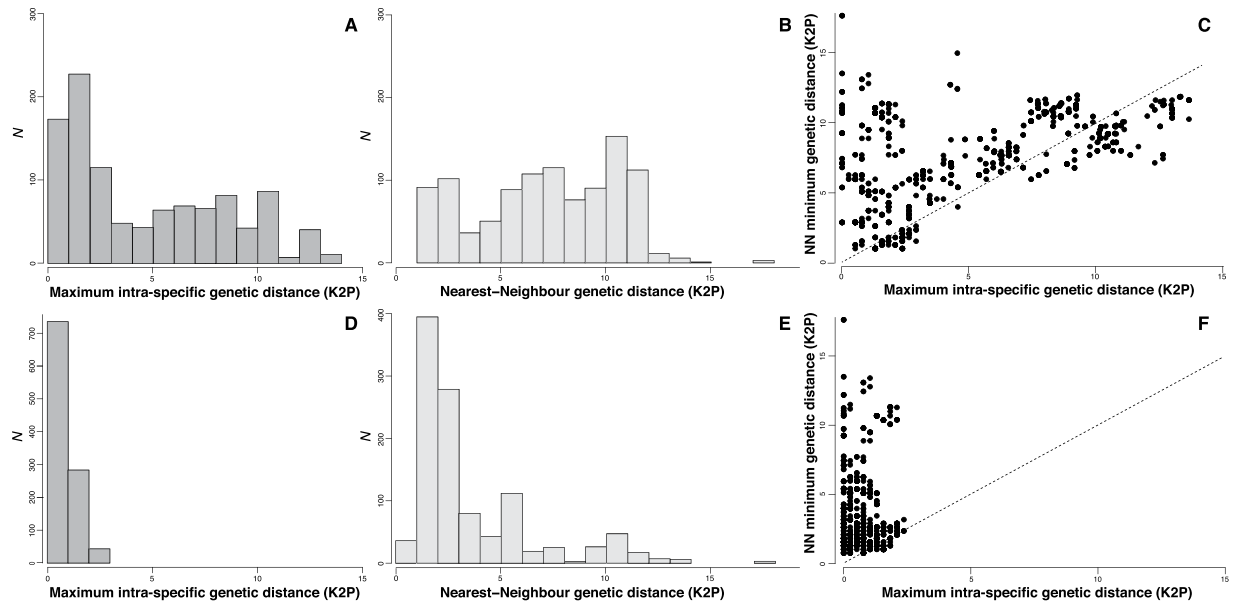 A
300
200
100
0
N
0 5 10 15
Maximum intra-specific genetic distance (K2P)
B
300
200
100
0
N
0 5 10 15
Nearest−Neighbour genetic distance (K2P)
C
15
10
5
0
NN minimum genetic distance (K2P)
0 5 10 15
Maximum intra-specific genetic distance (K2P)
D
700
600
500
400
300
200
100
0
N
0 5 10 15
Maximum intra-specific genetic distance (K2P)
E
400
300
200
100
0
N
0 5 10 15
Nearest−Neighbour genetic distance (K2P)
F
15
10
5
0
NN minimum genetic distance (K2P)
0 5 10 15
Maximum intra-specific genetic distance (K2P)